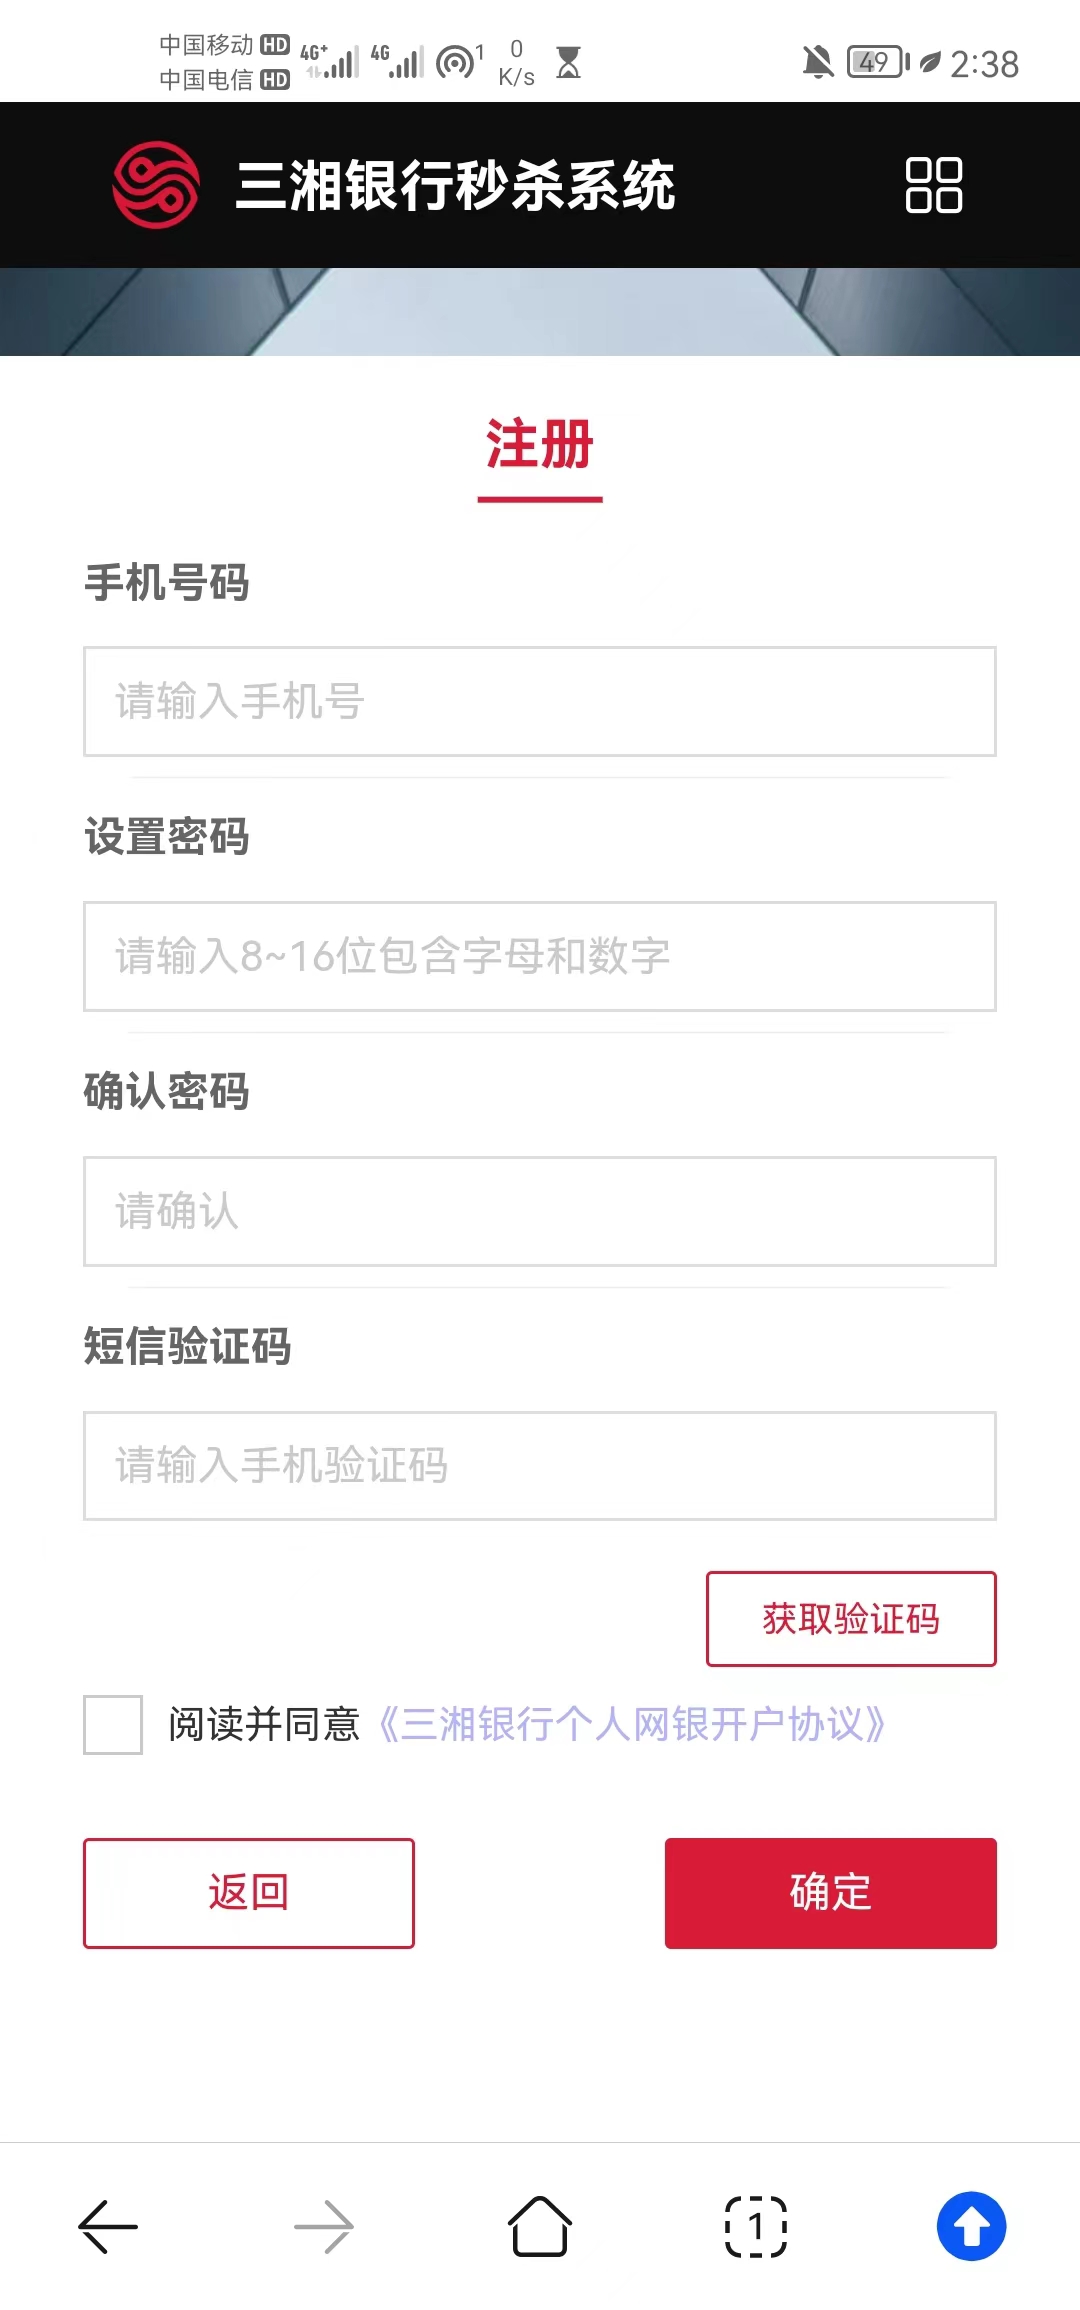 中国移动 HD 4G+ 4G 1 0 49 2:38
中国电信 HD K/s
三湘银行秒杀系统
注册
手机号码
请输入手机号
设置密码
请输入8~16位包含字母和数字
确认密码
请确认
短信验证码
请输入手机验证码
获取验证码
阅读并同意《三湘银行个人网银开户协议》
返回 确定
1